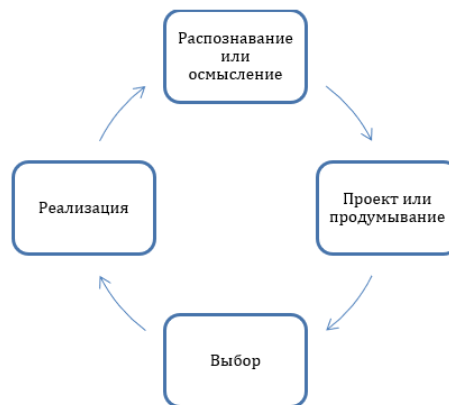 Распознавание
или
осмысление
Реализация
Проект или
продумывание
Выбор